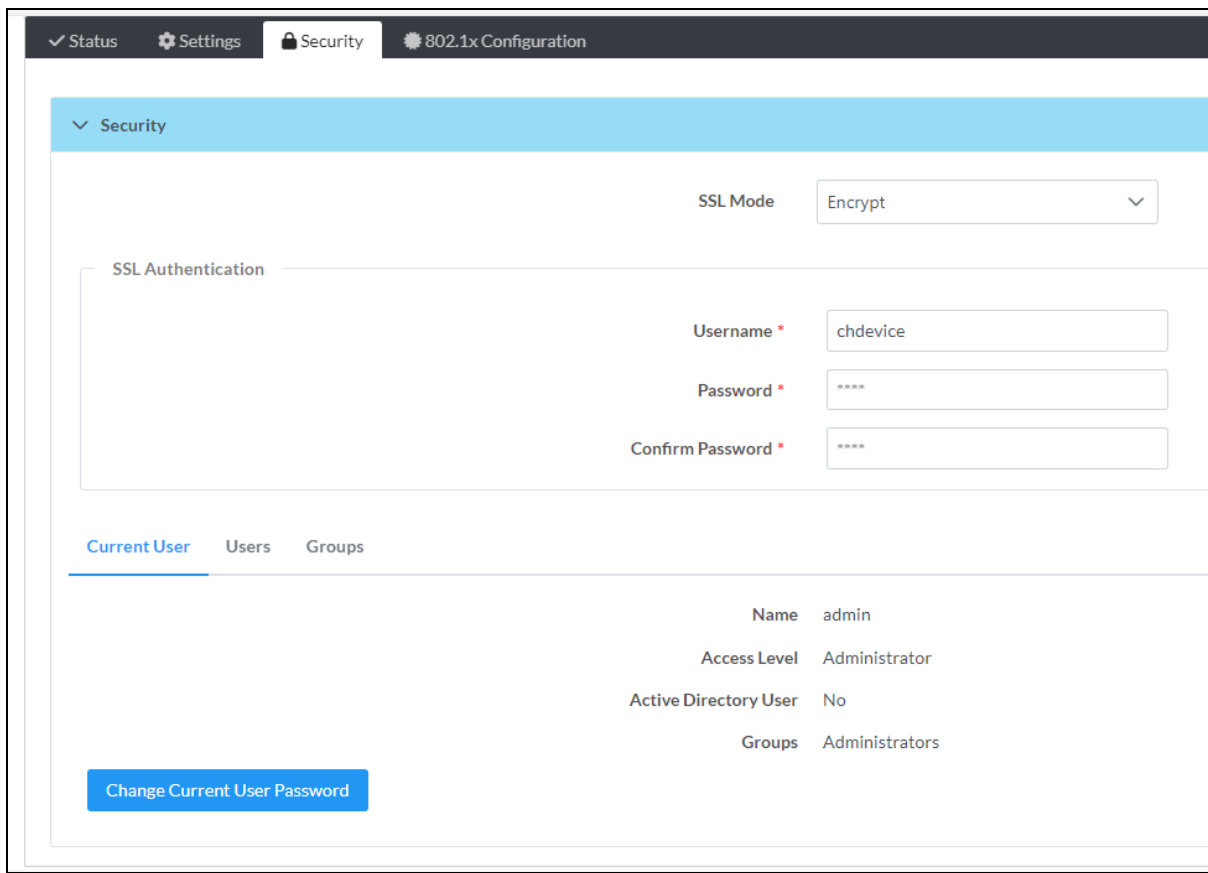 Status Settings Security 802.1x Configuration
Security
SSL Mode Encrypt
SSL Authentication
Username * chdevice
Password * ****
Confirm Password * ****
Current User Users Groups
Name admin
Access Level Administrator
Active Directory User No
Groups Administrators
Change Current User Password